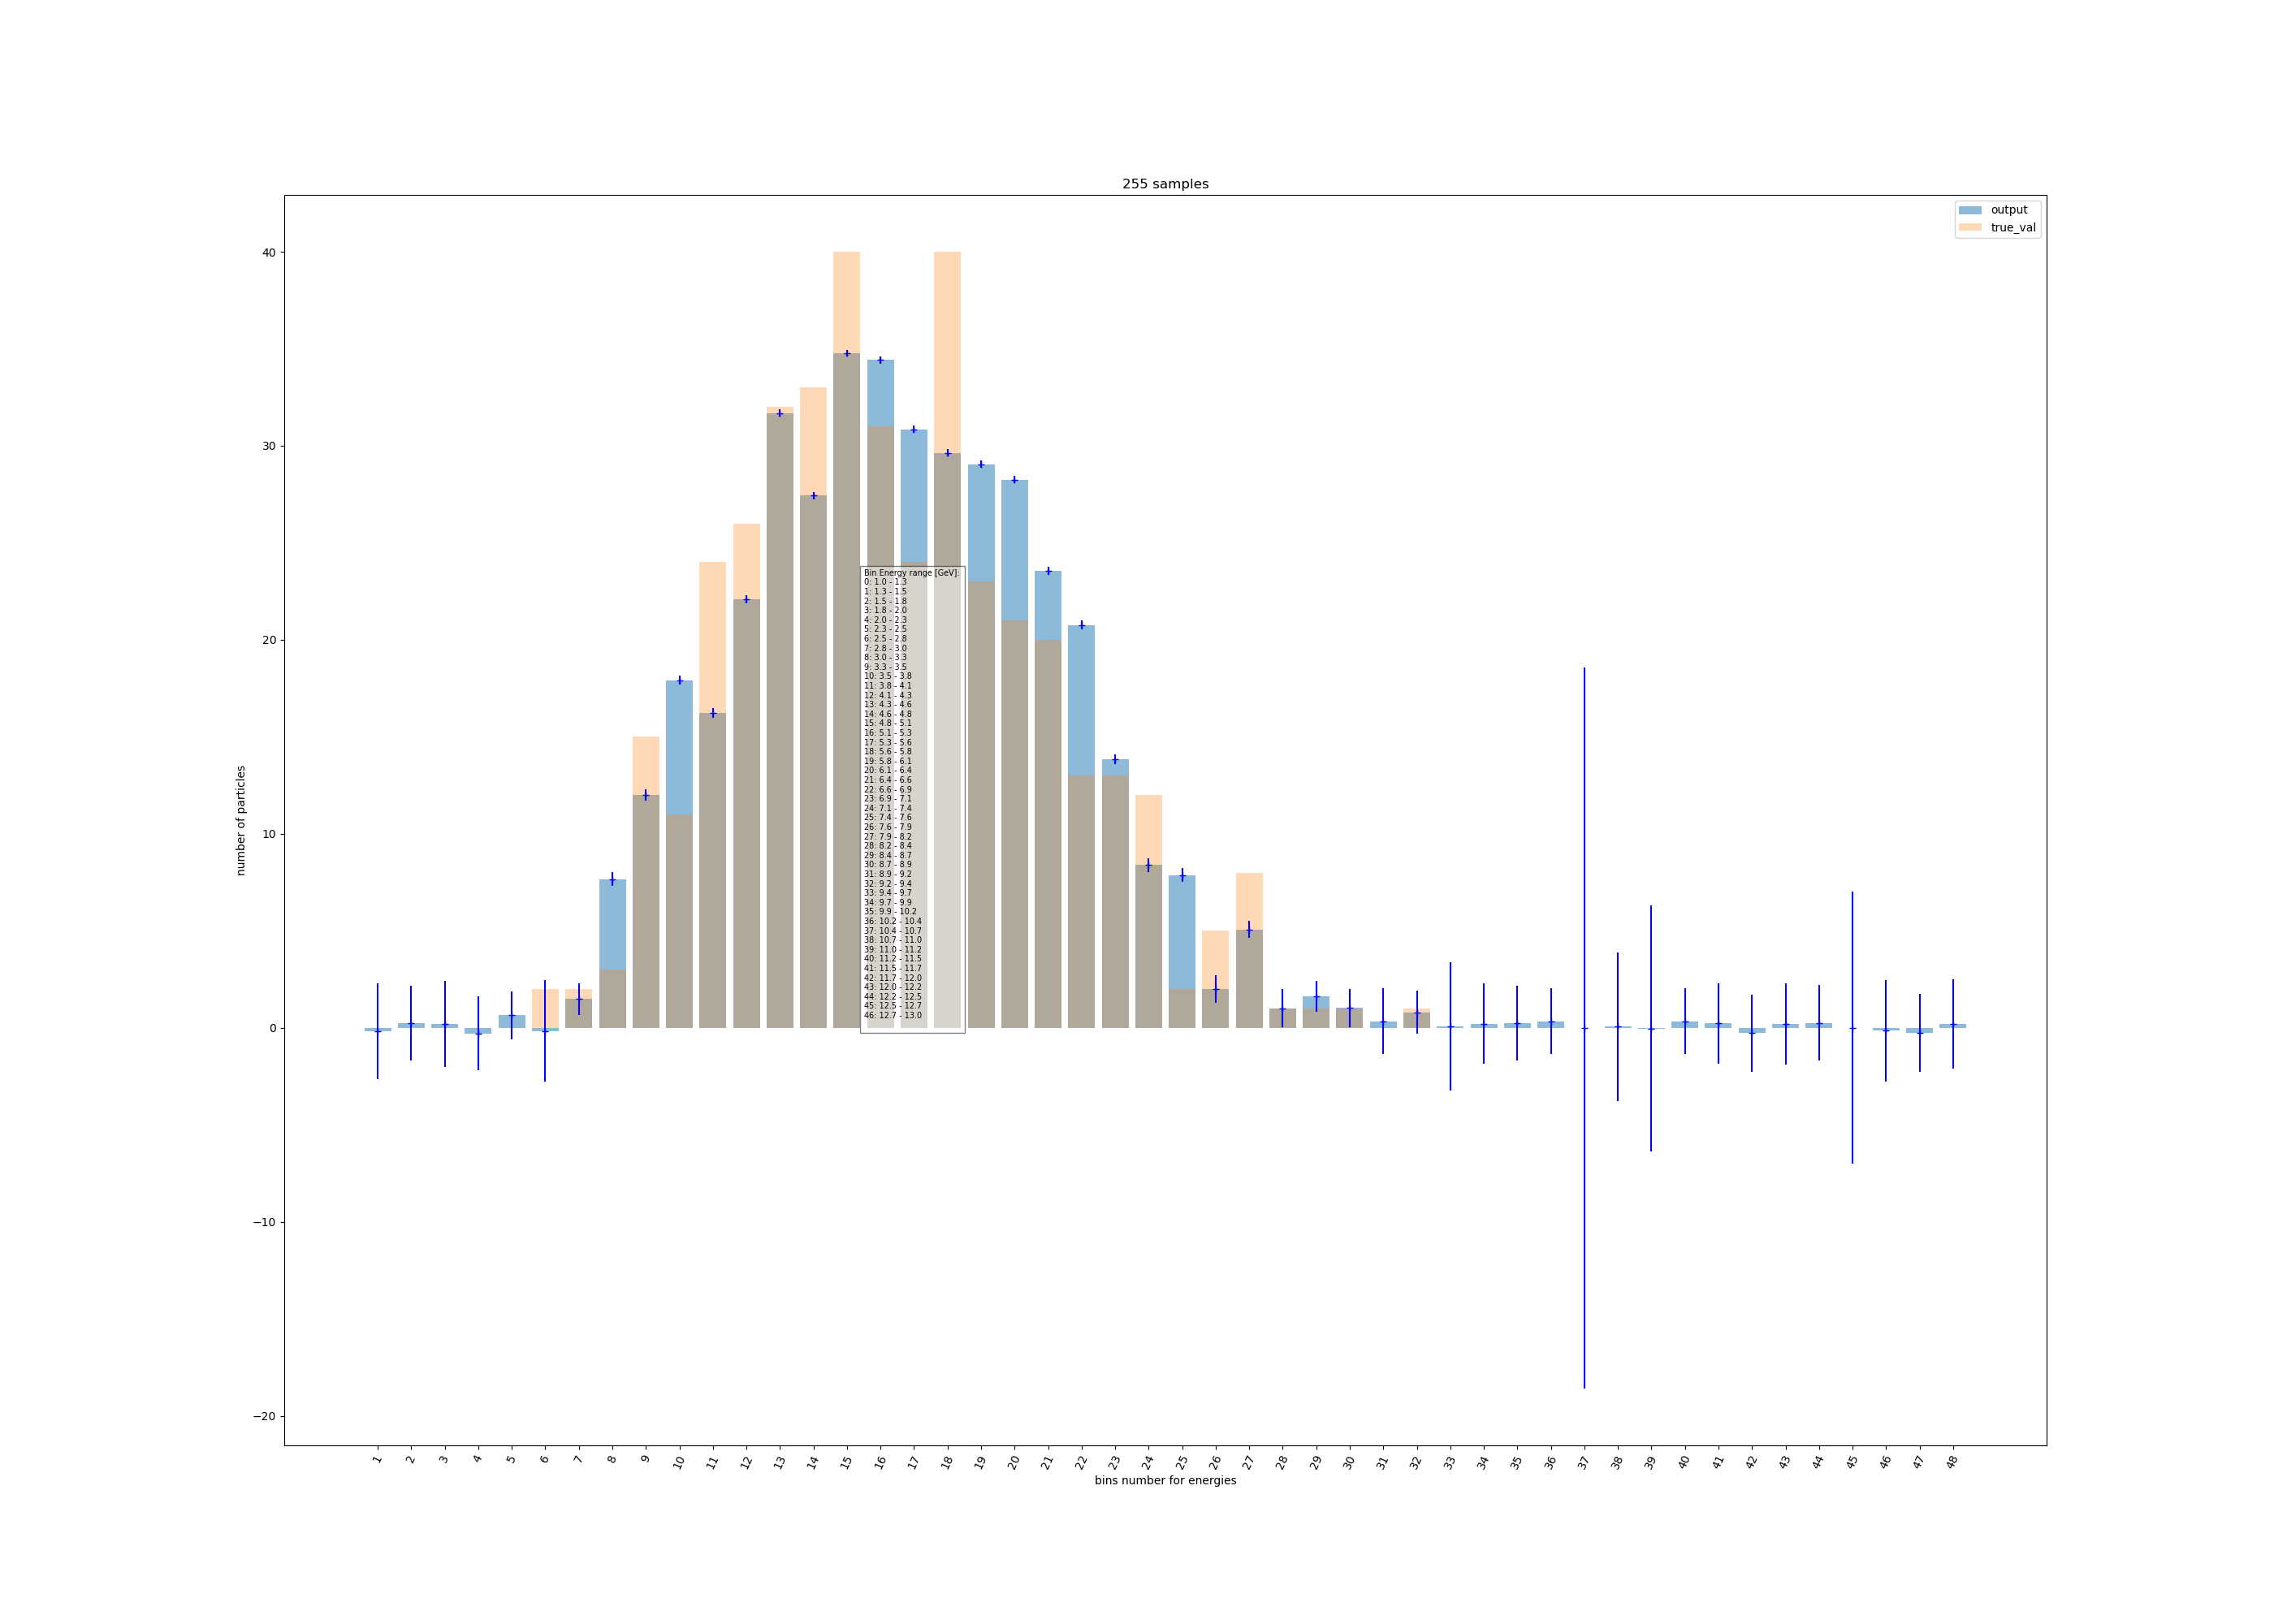 255 samples
output
true_val
40
30
20
10
0
−10
−20
number of particles
Bin Energy range [GeV]:
0: 1.0 - 1.3
1: 1.3 - 1.5
2: 1.5 - 1.8
3: 1.8 - 2.0
4: 2.0 - 2.3
5: 2.3 - 2.5
6: 2.5 - 2.8
7: 2.8 - 3.0
8: 3.0 - 3.3
9: 3.3 - 3.5
10: 3.5 - 3.8
11: 3.8 - 4.1
12: 4.1 - 4.3
13: 4.3 - 4.6
14: 4.6 - 4.8
15: 4.8 - 5.1
16: 5.1 - 5.3
17: 5.3 - 5.6
18: 5.6 - 5.8
19: 5.8 - 6.1
20: 6.1 - 6.4
21: 6.4 - 6.6
22: 6.6 - 6.9
23: 6.9 - 7.1
24: 7.1 - 7.4
25: 7.4 - 7.6
26: 7.6 - 7.9
27: 7.9 - 8.2
28: 8.2 - 8.4
29: 8.4 - 8.7
30: 8.7 - 8.9
31: 8.9 - 9.2
32: 9.2 - 9.4
33: 9.4 - 9.7
34: 9.7 - 9.9
35: 9.9 - 10.2
36: 10.2 - 10.4
37: 10.4 - 10.7
38: 10.7 - 11.0
39: 11.0 - 11.2
40: 11.2 - 11.5
41: 11.5 - 11.7
42: 11.7 - 12.0
43: 12.0 - 12.2
44: 12.2 - 12.5
45: 12.5 - 12.7
46: 12.7 - 13.0
1 2 3 4 5 6 7 8 9 10 11 12 13 14 15 16 17 18 19 20 21 22 23 24 25 26 27 28 29 30 31 32 33 34 35 36 37 38 39 40 41 42 43 44 45 46 47 48
bins number for energies